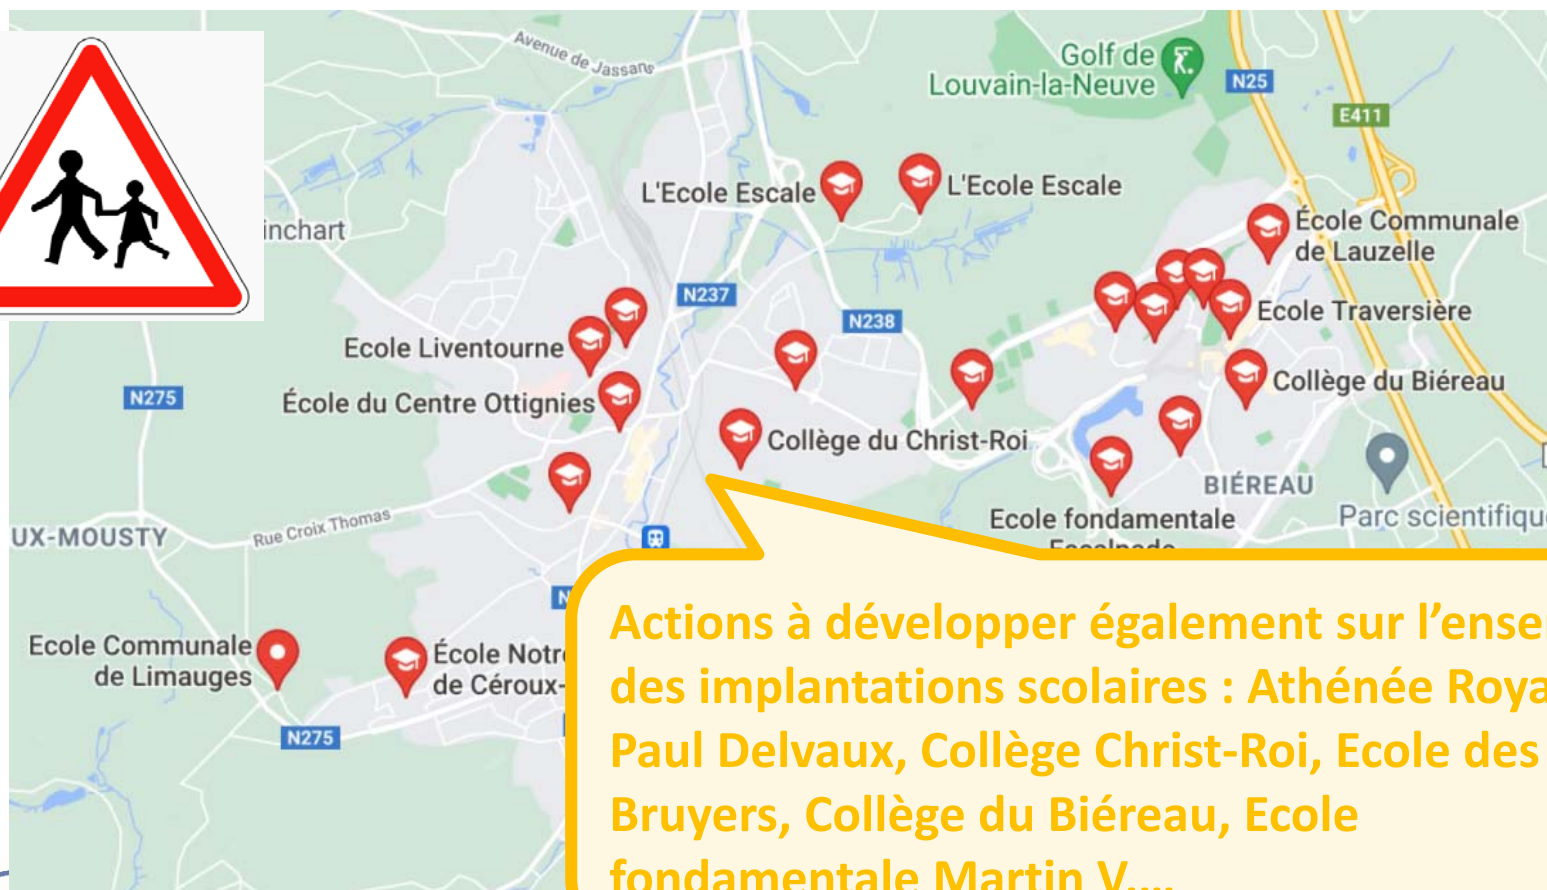 Avenue de Jassans
Golf de
Louvain-la-Neuve
N25
E411
L'Ecole Escale
L'Ecole Escale
inchart
École Communale
de Lauzelle
N237
N238
Ecole Traversière
Ecole Liventourne
N275
École du Centre Ottignies
Collège du Biéreau
Collège du Christ-Roi
BIÉREAU
Ecole fondamentale
Escalpade
Parc scientifiqu
UX-MOUSTY
Rue Croix Thomas
N
Ecole Communale
de Limauges
École Notr
de Céroux-
N275
Actions à développer également sur l’ense
des implantations scolaires : Athénée Roya
Paul Delvaux, Collège Christ-Roi, Ecole des
Bruyers, Collège du Biéreau, Ecole
fondamentale Martin V....